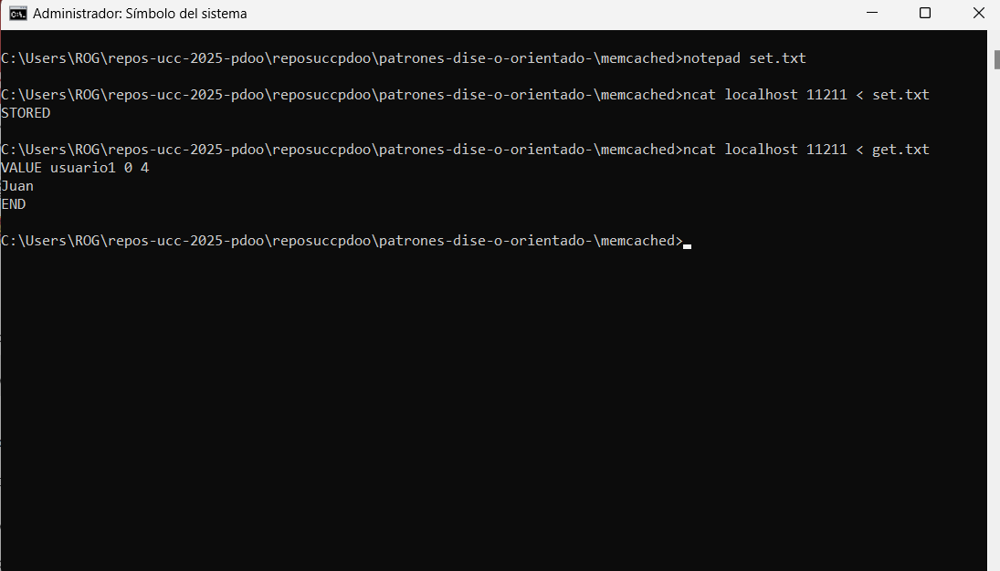 Administrador: Símbolo del sistema
C:\Users\ROG\repos-ucc-2025-pdoo\reposuccpdoo\patrones-dise-o-orientado-\memcached>notepad set.txt
C:\Users\ROG\repos-ucc-2025-pdoo\reposuccpdoo\patrones-dise-o-orientado-\memcached>ncat localhost 11211 < set.txt
STORED
C:\Users\ROG\repos-ucc-2025-pdoo\reposuccpdoo\patrones-dise-o-orientado-\memcached>ncat localhost 11211 < get.txt
VALUE usuario1 0 4
Juan
END
C:\Users\ROG\repos-ucc-2025-pdoo\reposuccpdoo\patrones-dise-o-orientado-\memcached>